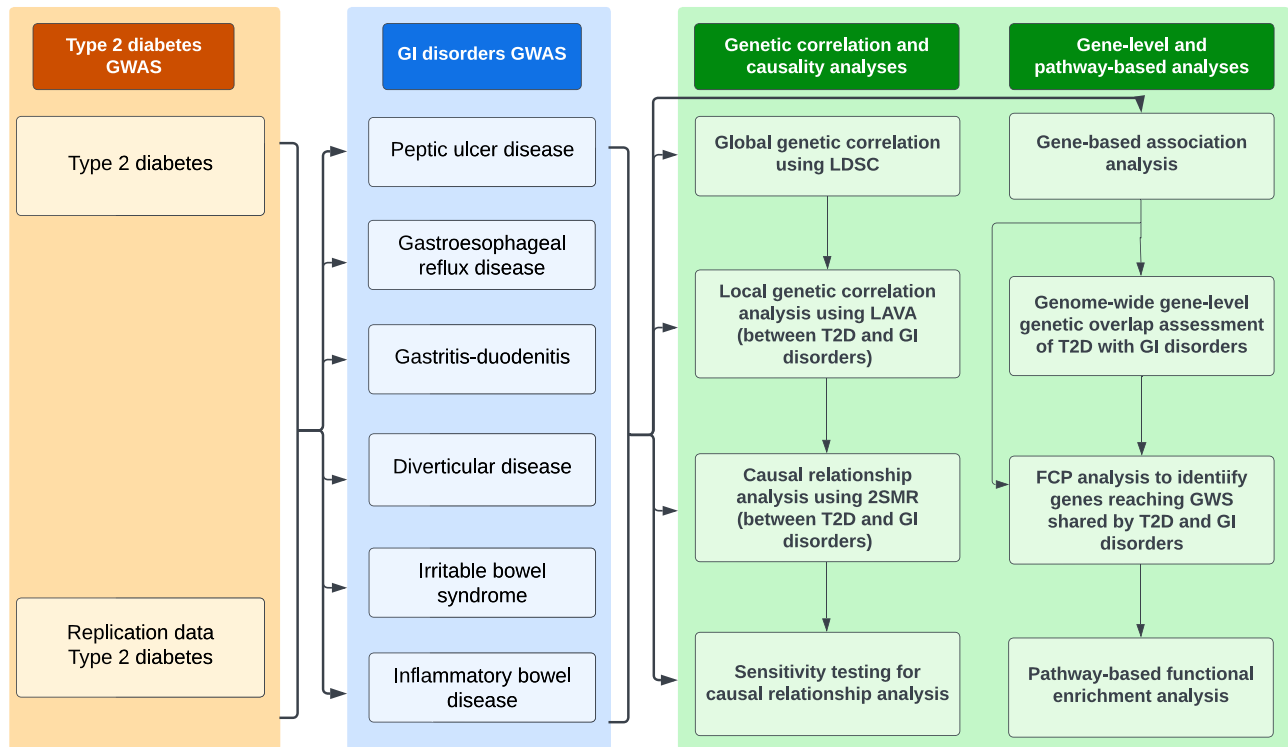 Type 2 diabetes
GWAS
Type 2 diabetes
Replication data
Type 2 diabetes
GI disorders GWAS
Peptic ulcer disease
Gastroesophageal
reflux disease
Gastritis-duodenitis
Diverticular disease
Irritable bowel
syndrome
Inflammatory bowel
disease
Genetic correlation and
causality analyses
Global genetic correlation
using LDSC
Local genetic correlation
analysis using LAVA
(between T2D and GI
disorders)
Causal relationship
analysis using 2SMR
(between T2D and GI
disorders)
Sensitivity testing for
causal relationship analysis
Gene-level and
pathway-based analyses
Gene-based association
analysis
Genome-wide gene-level
genetic overlap assessment
of T2D with GI disorders
FCP analysis to identiify
genes reaching GWS
shared by T2D and GI
disorders
Pathway-based functional
enrichment analysis